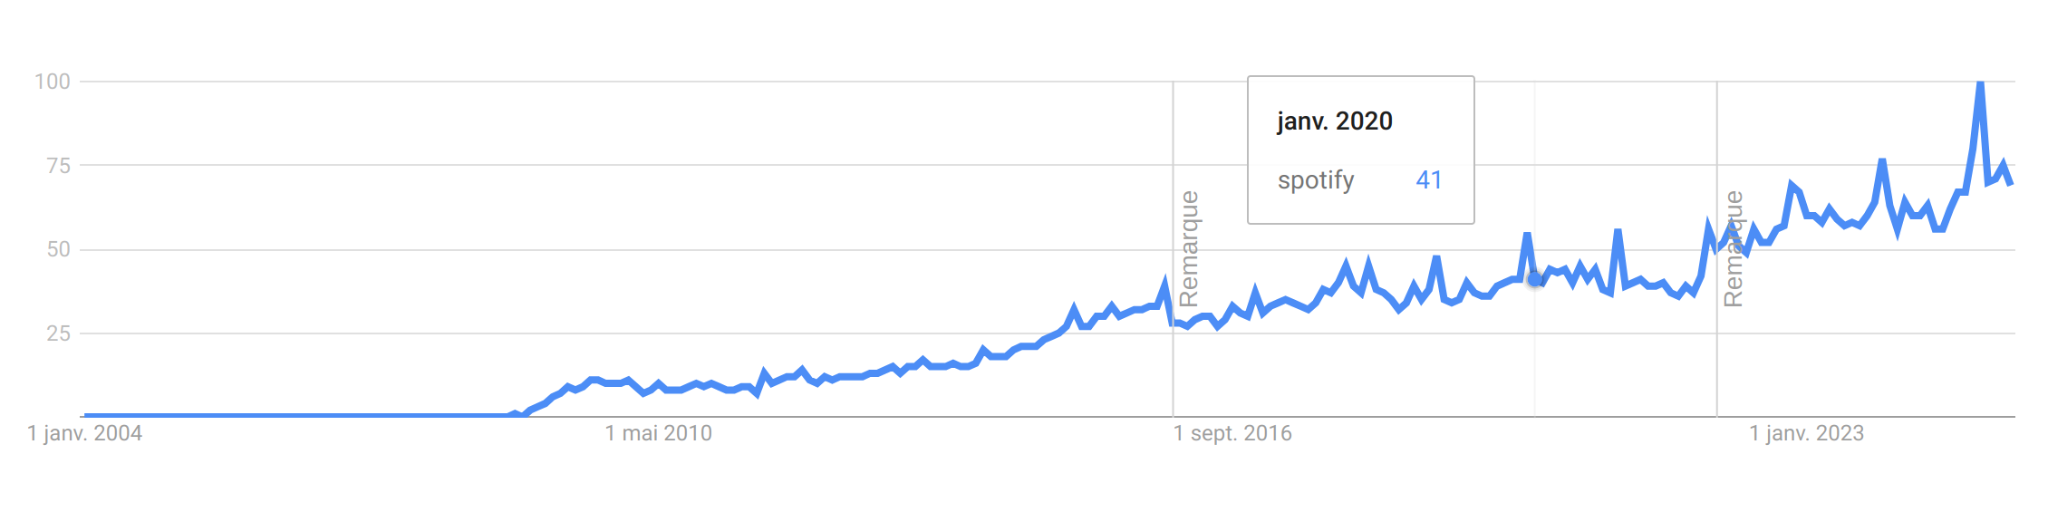 100
75
50
25
janv. 2020
spotify 41
Remarque
Remarque
1 janv. 2004
1 mai 2010
1 sept. 2016
1 janv. 2023